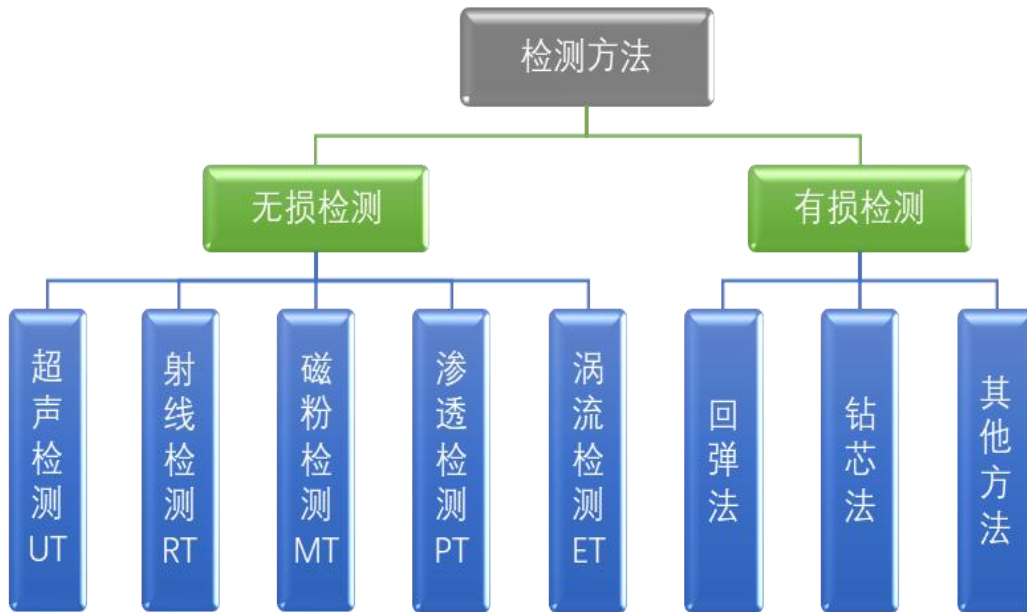 检测方法
无损检测
有损检测
超声检测UT
射线检测RT
磁粉检测MT
渗透检测PT
涡流检测ET
回弹法
钻芯法
其他方法